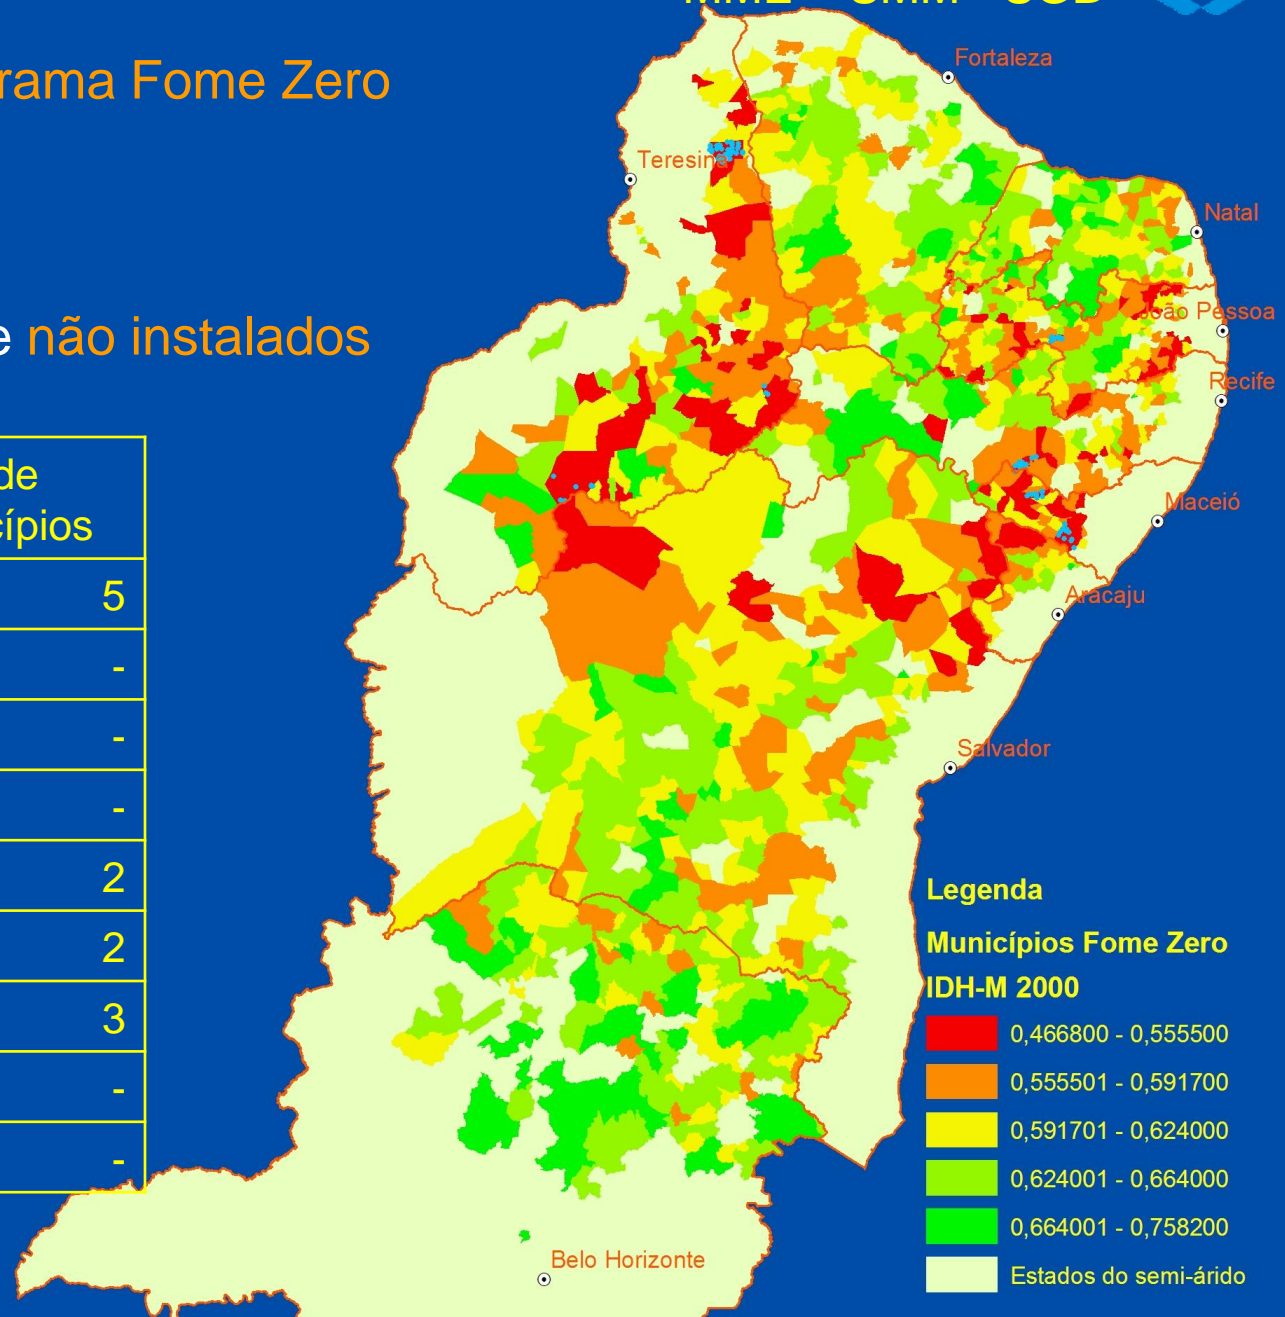 rama Fome Zero
e não instalados
de
cípios
5
-
-
-
2
2
3
-
-
Fortaleza
Teresina
Natal
João Pessoa
Recife
Maceió
Aracaju
Salvador
Belo Horizonte
Legenda
Municípios Fome Zero
IDH-M 2000
0,466800 - 0,555500
0,555501 - 0,591700
0,591701 - 0,624000
0,624001 - 0,664000
0,664001 - 0,758200
Estados do semi-árido